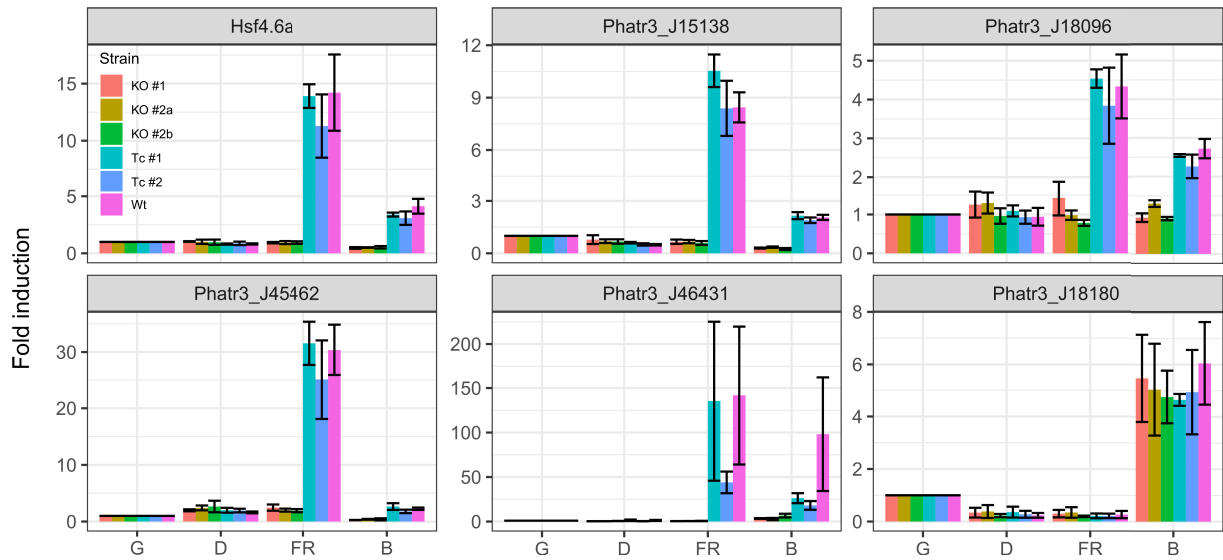 Hsf4.6a
Phatr3_J15138
Phatr3_J18096
Fold induction
Strain
KO #1
KO #2a
KO #2b
Tc #1
Tc #2
Wt
15
10
5
0
12
9
6
3
0
5
4
3
2
1
0
Phatr3_J45462
Phatr3_J46431
Phatr3_J18180
30
20
10
0
200
150
100
50
0
8
6
4
2
0
G D FR B
G D FR B
G D FR B